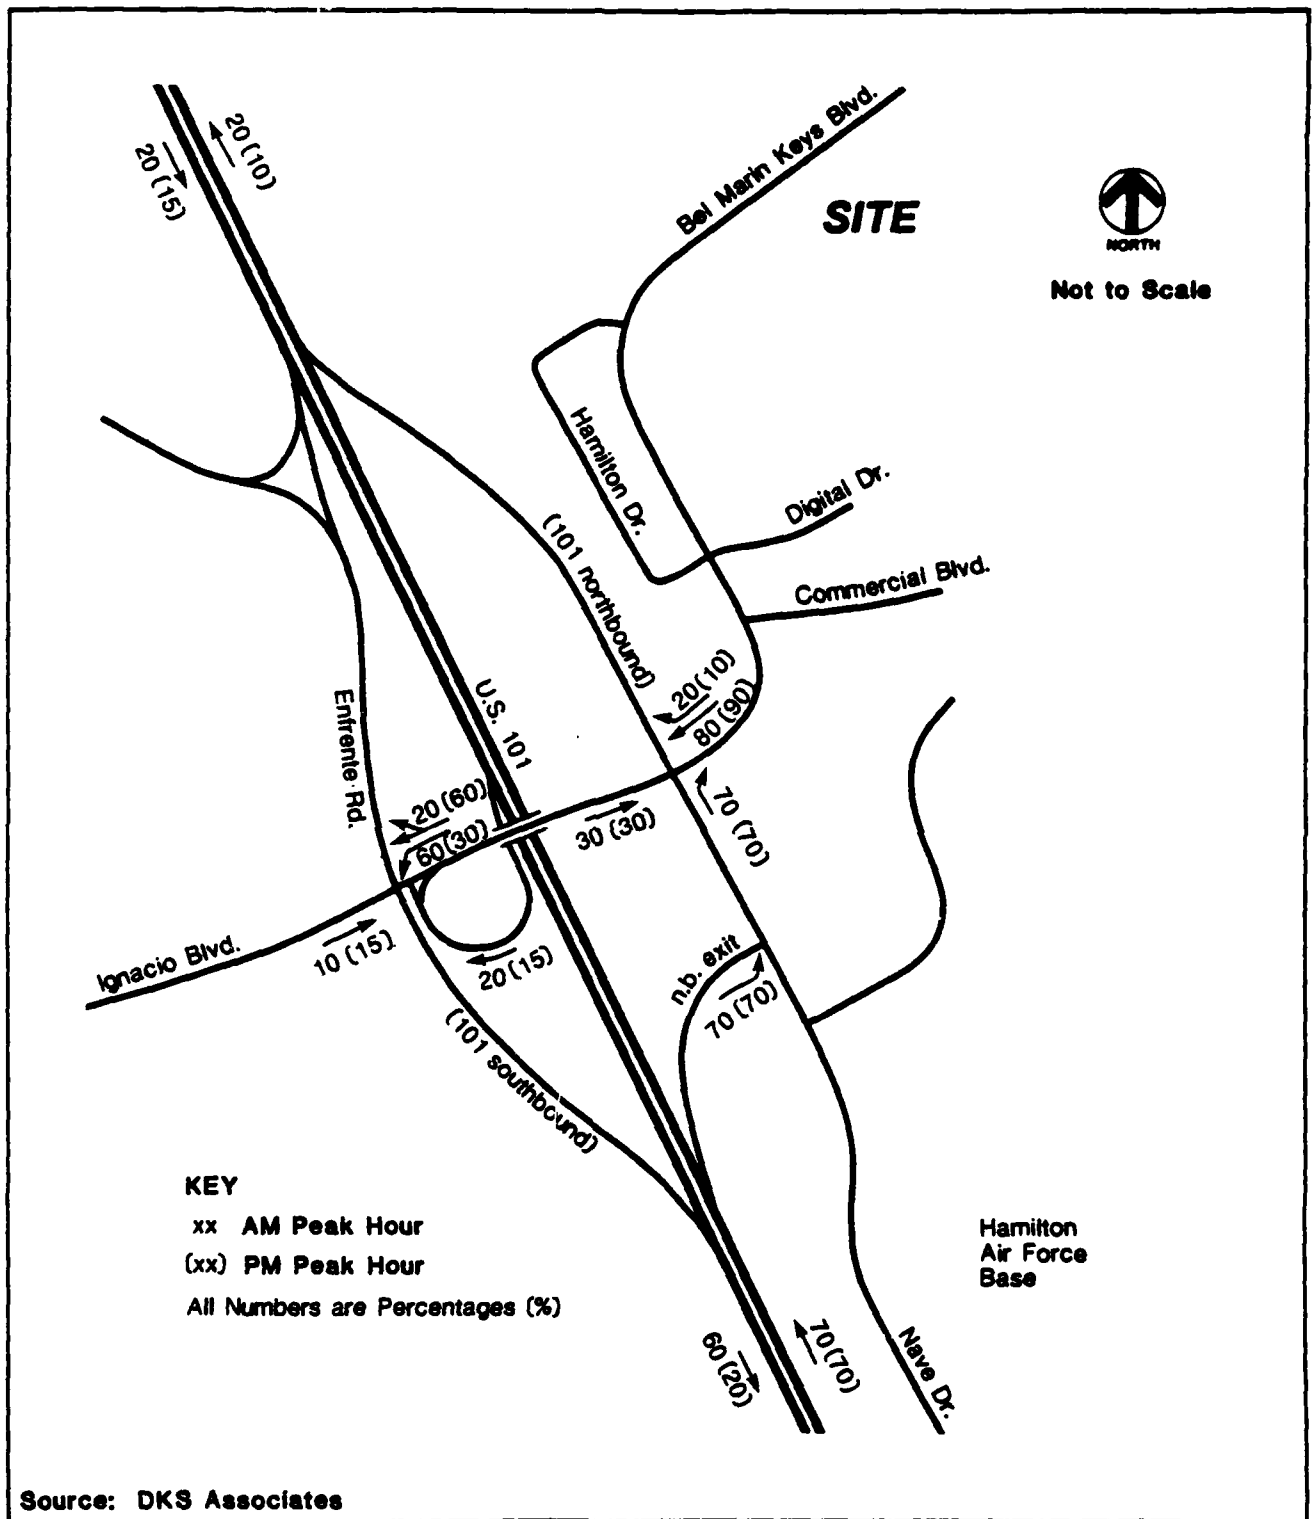 20 (10)
20 (15)
Bel Marin Keys Blvd.
SITE
NORTH
Not to Scale
Hamilton Dr.
Digital Dr.
Commercial Blvd.
(101 northbound)
U.S. 101
Enfrente Rd.
20(10)
80 (90)
20 (60)
60(30)
30 (30)
70 (70)
Ignacio Blvd.
10 (15)
20 (15)
n.b. exit
70 (70)
(101 southbound)
KEY
xx AM Peak Hour
(xx) PM Peak Hour
All Numbers are Percentages (%)
Hamilton
Air Force
Base
60 (20)
70(70)
Nave Dr.
Source: DKS Associates